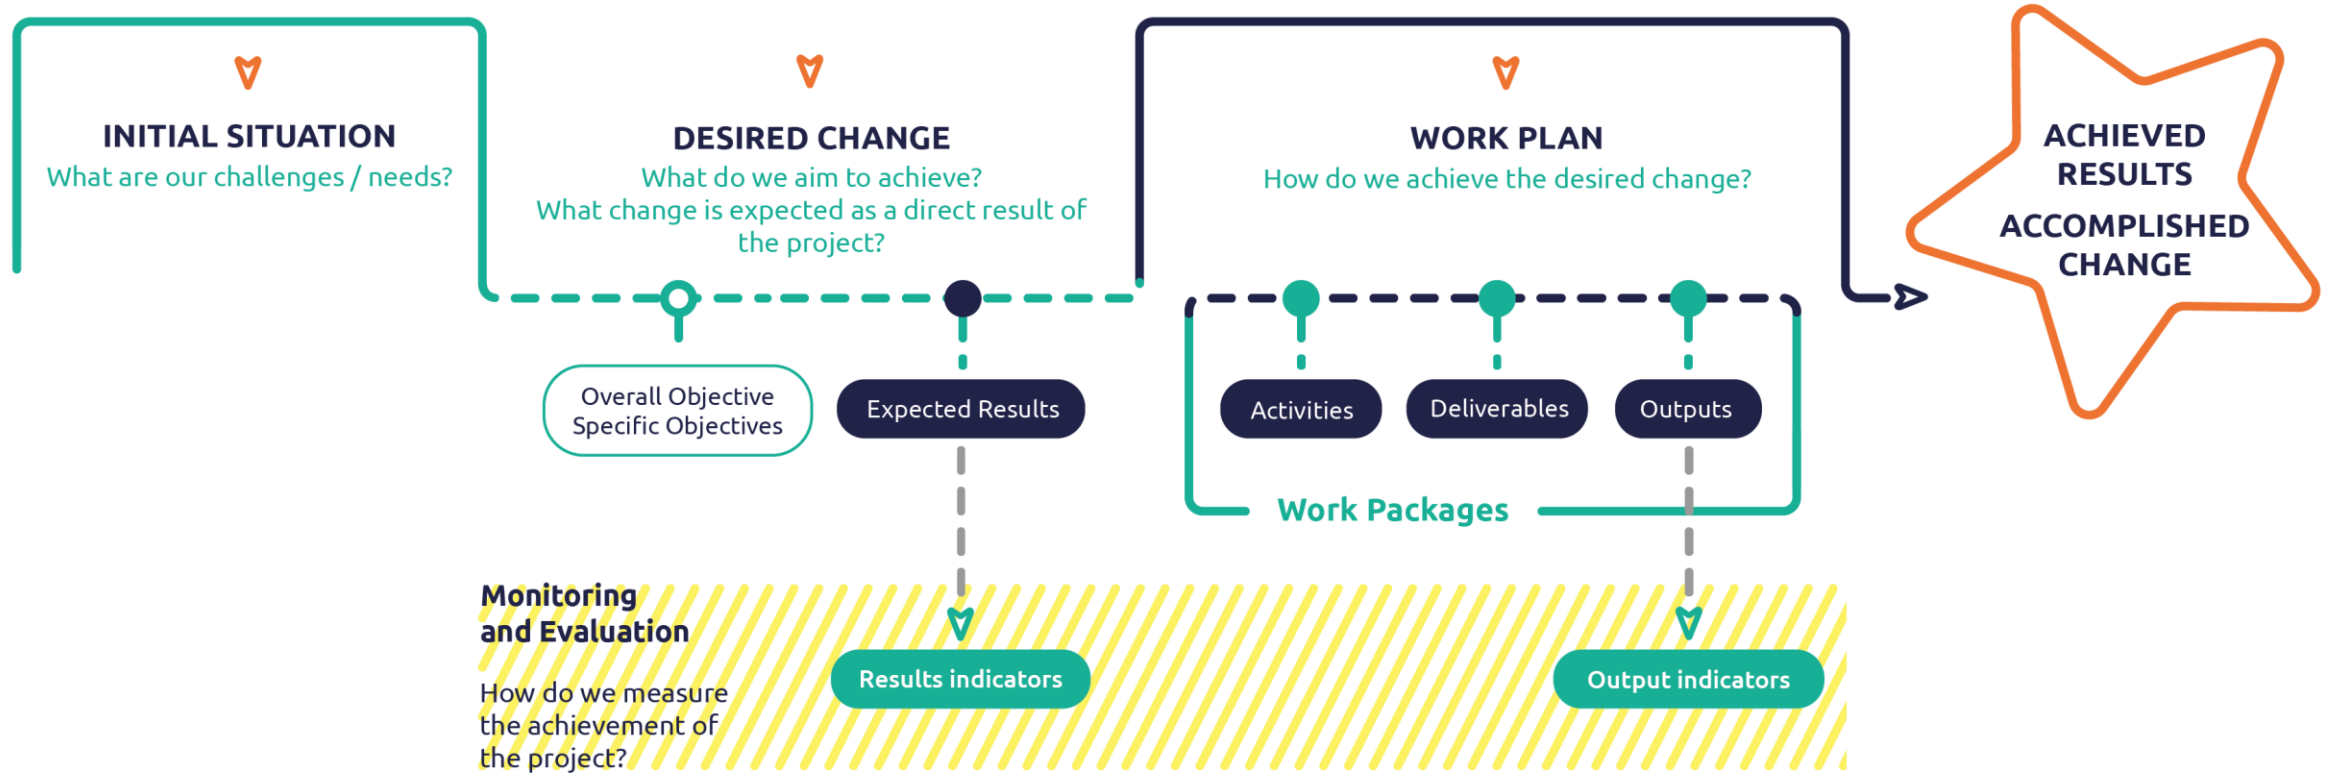 INITIAL SITUATION
What are our challenges / needs?
DESIRED CHANGE
What do we aim to achieve?
What change is expected as a direct result of
the project?
WORK PLAN
How do we achieve the desired change?
ACHIEVED
RESULTS
ACCOMPLISHED
CHANGE
Overall Objective
Specific Objectives
Expected Results
Activities
Deliverables
Outputs
Work Packages
Monitoring
and Evaluation
How do we measure
the achievement of
the project?
Results indicators
Output indicators